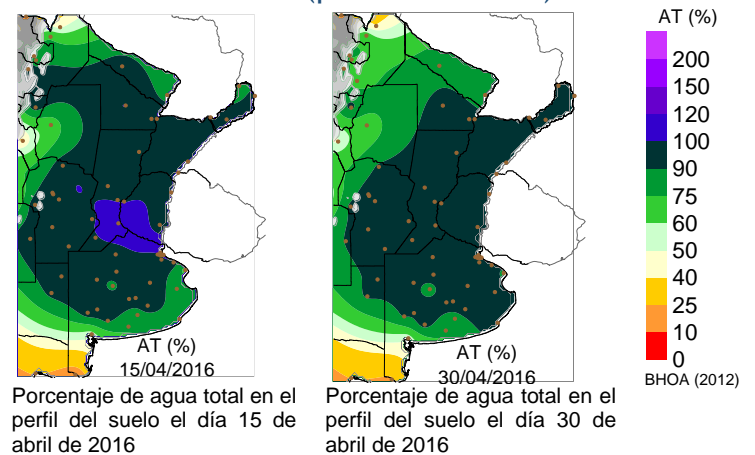 AT (%)
200
150
120
100
90
75
60
50
40
25
10
0
BHOA (2012)
AT (%)
15/04/2016
AT (%)
30/04/2016
Porcentaje de agua total en el
perfil del suelo el día 15 de
abril de 2016
Porcentaje de agua total en el
perfil del suelo el día 30 de
abril de 2016